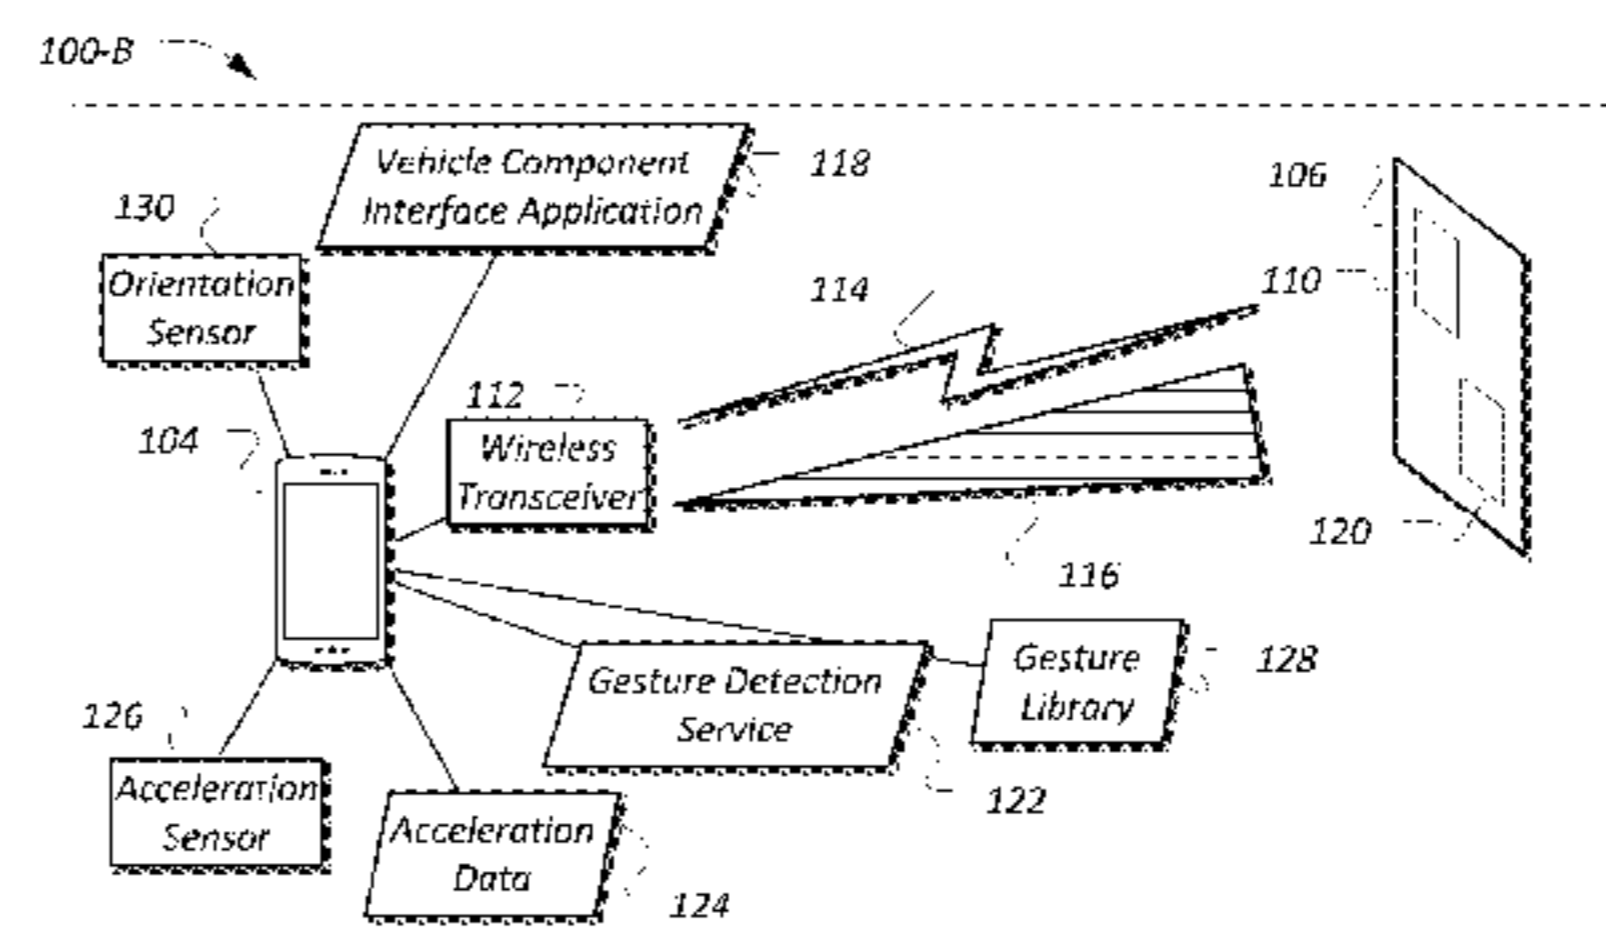 100-B
Vehicle Component
Interface Application
118
130
Orientation
Sensor
106
110
114
104
112
Wireless
Transceiver
120
116
Gesture Detection
Service
Gesture
Library
128
126
122
Acceleration
Sensor
Acceleration
Data
124